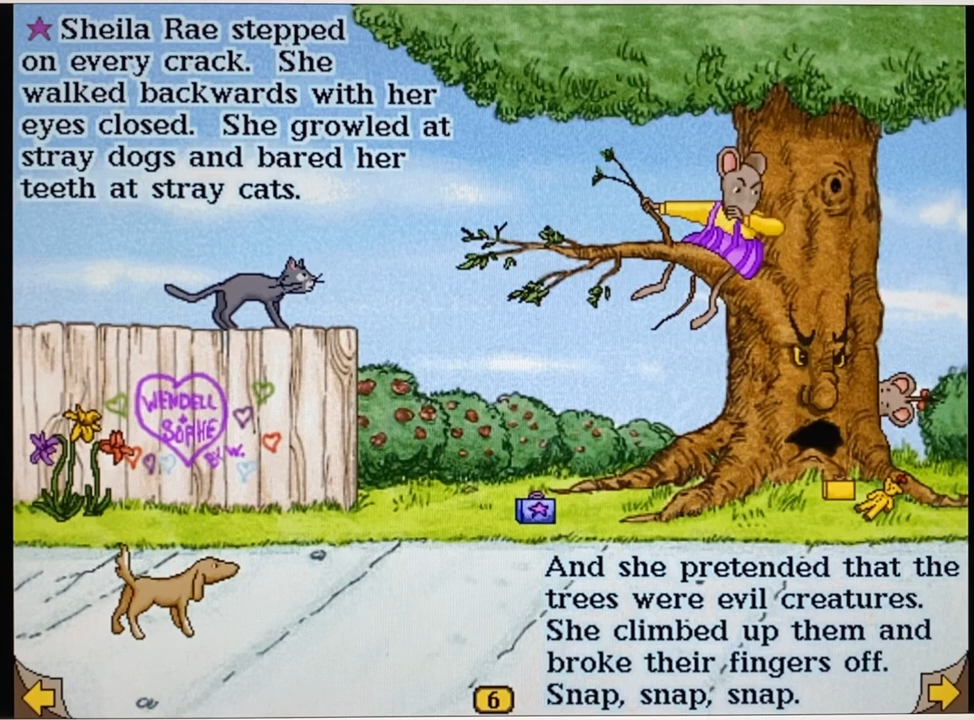 Sheila Rae stepped
on every crack. She
walked backwards with her
eyes closed. She growled at
stray dogs and bared her
teeth at stray cats.
WENDELL
+
SOPHIE
BY W.
And she pretended that the
trees were evil creatures.
She climbed up them and
broke their fingers off.
Snap, snap, snap.
6